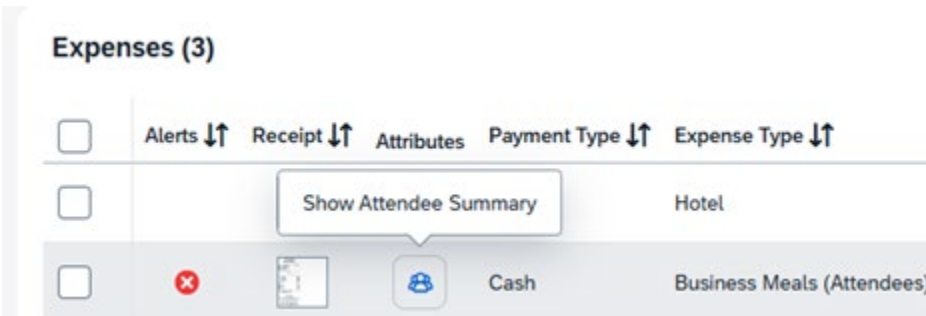 Expenses (3)
Alerts Receipt Attributes Payment Type Expense Type
Show Attendee Summary Hotel
Cash Business Meals (Attendees)